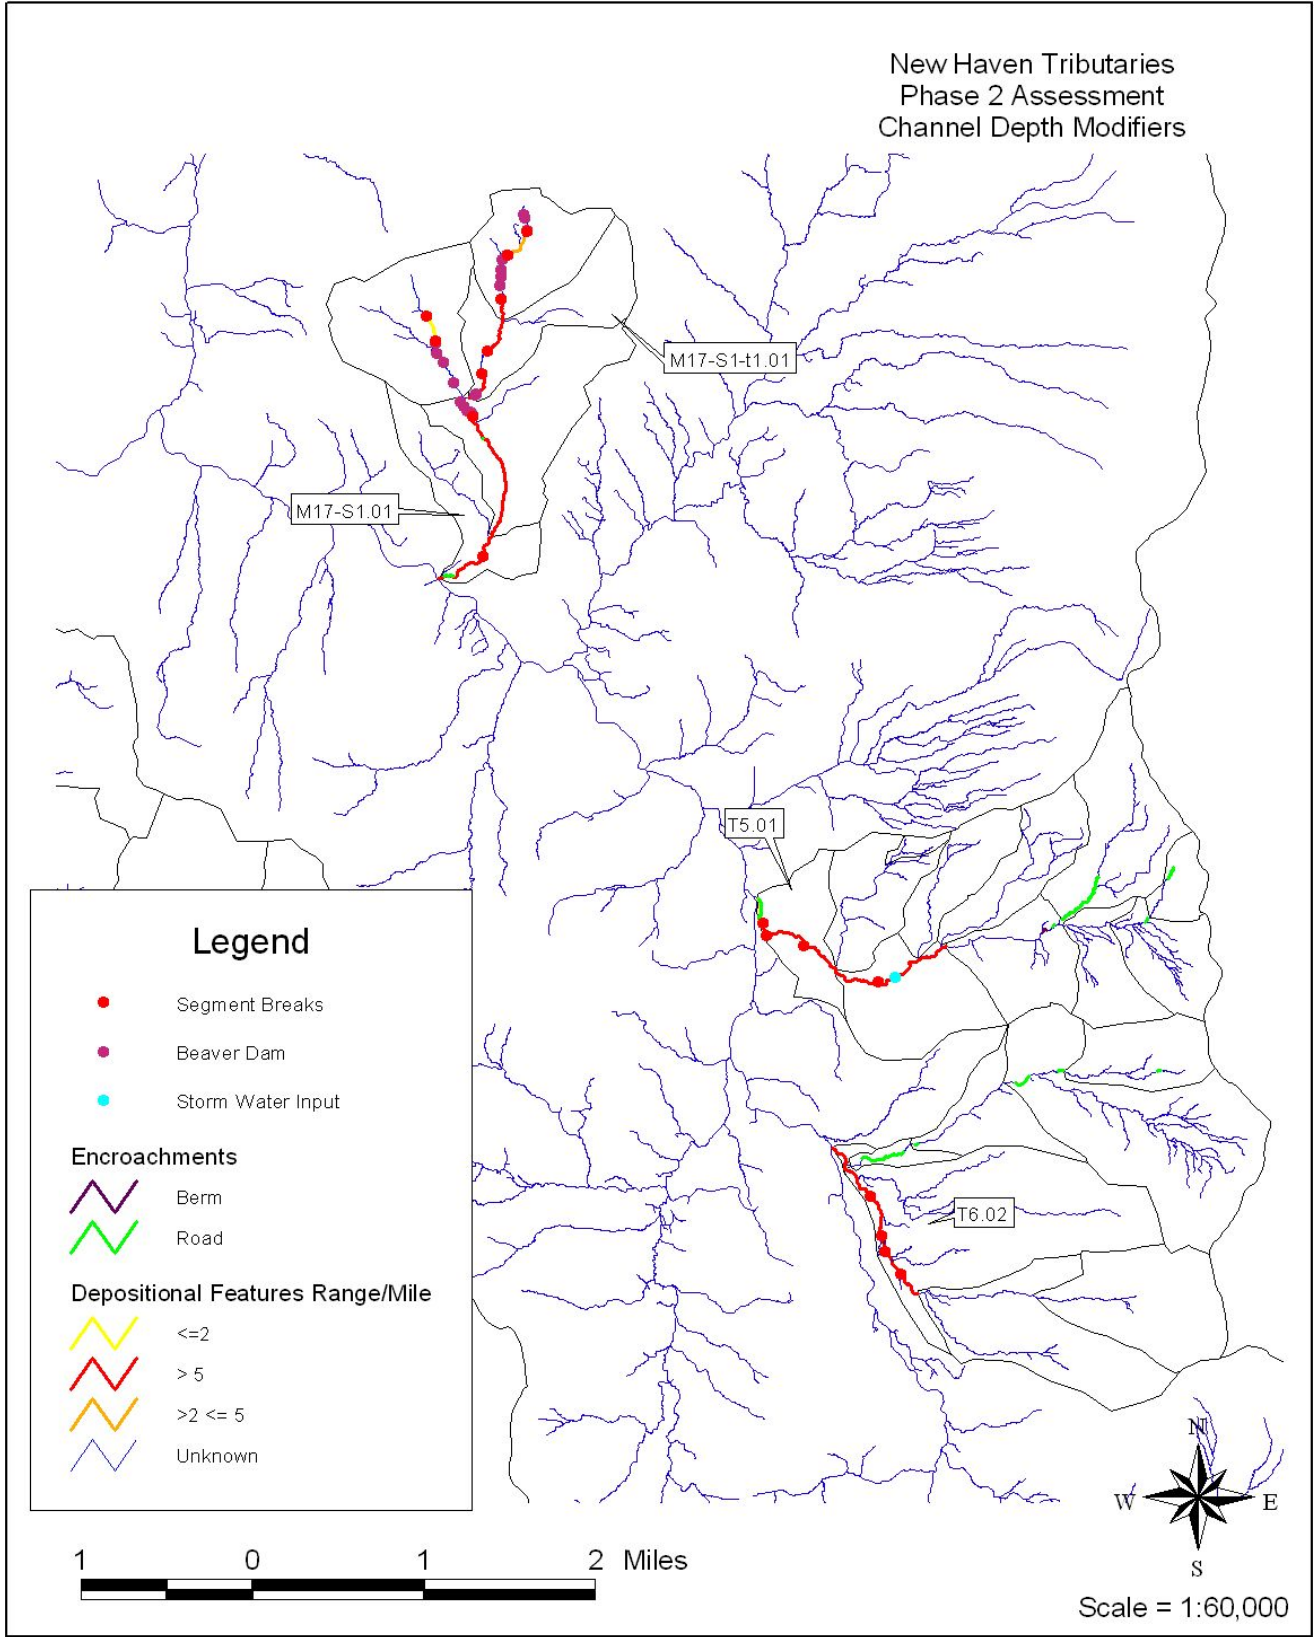 New Haven Tributaries
Phase 2 Assessment
Channel Depth Modifiers
M17-S1-t1.01
M17-S1.01
T5.01
T6.02
Legend
Segment Breaks
Beaver Dam
Storm Water Input
Encroachments
Berm
Road
Depositional Features Range/Mile
<=2
> 5
>2 <= 5
Unknown
N
W E
S
1 0 1 2 Miles
Scale = 1:60,000